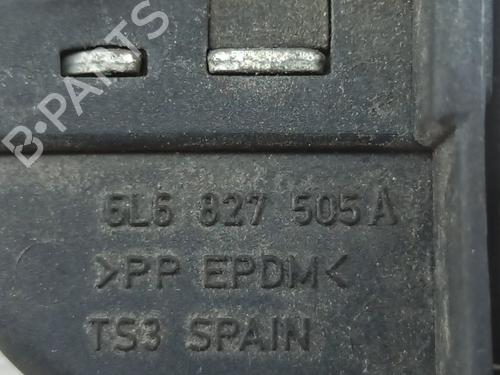 B-PARTS
6L6 827 505 A
>PP EPDM<
TS3 SPAIN